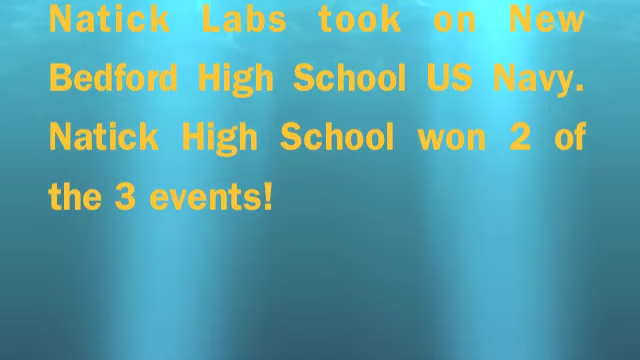 Natick Labs took on New
Bedford High School US Navy.
Natick High School won 2 of
the 3 events!